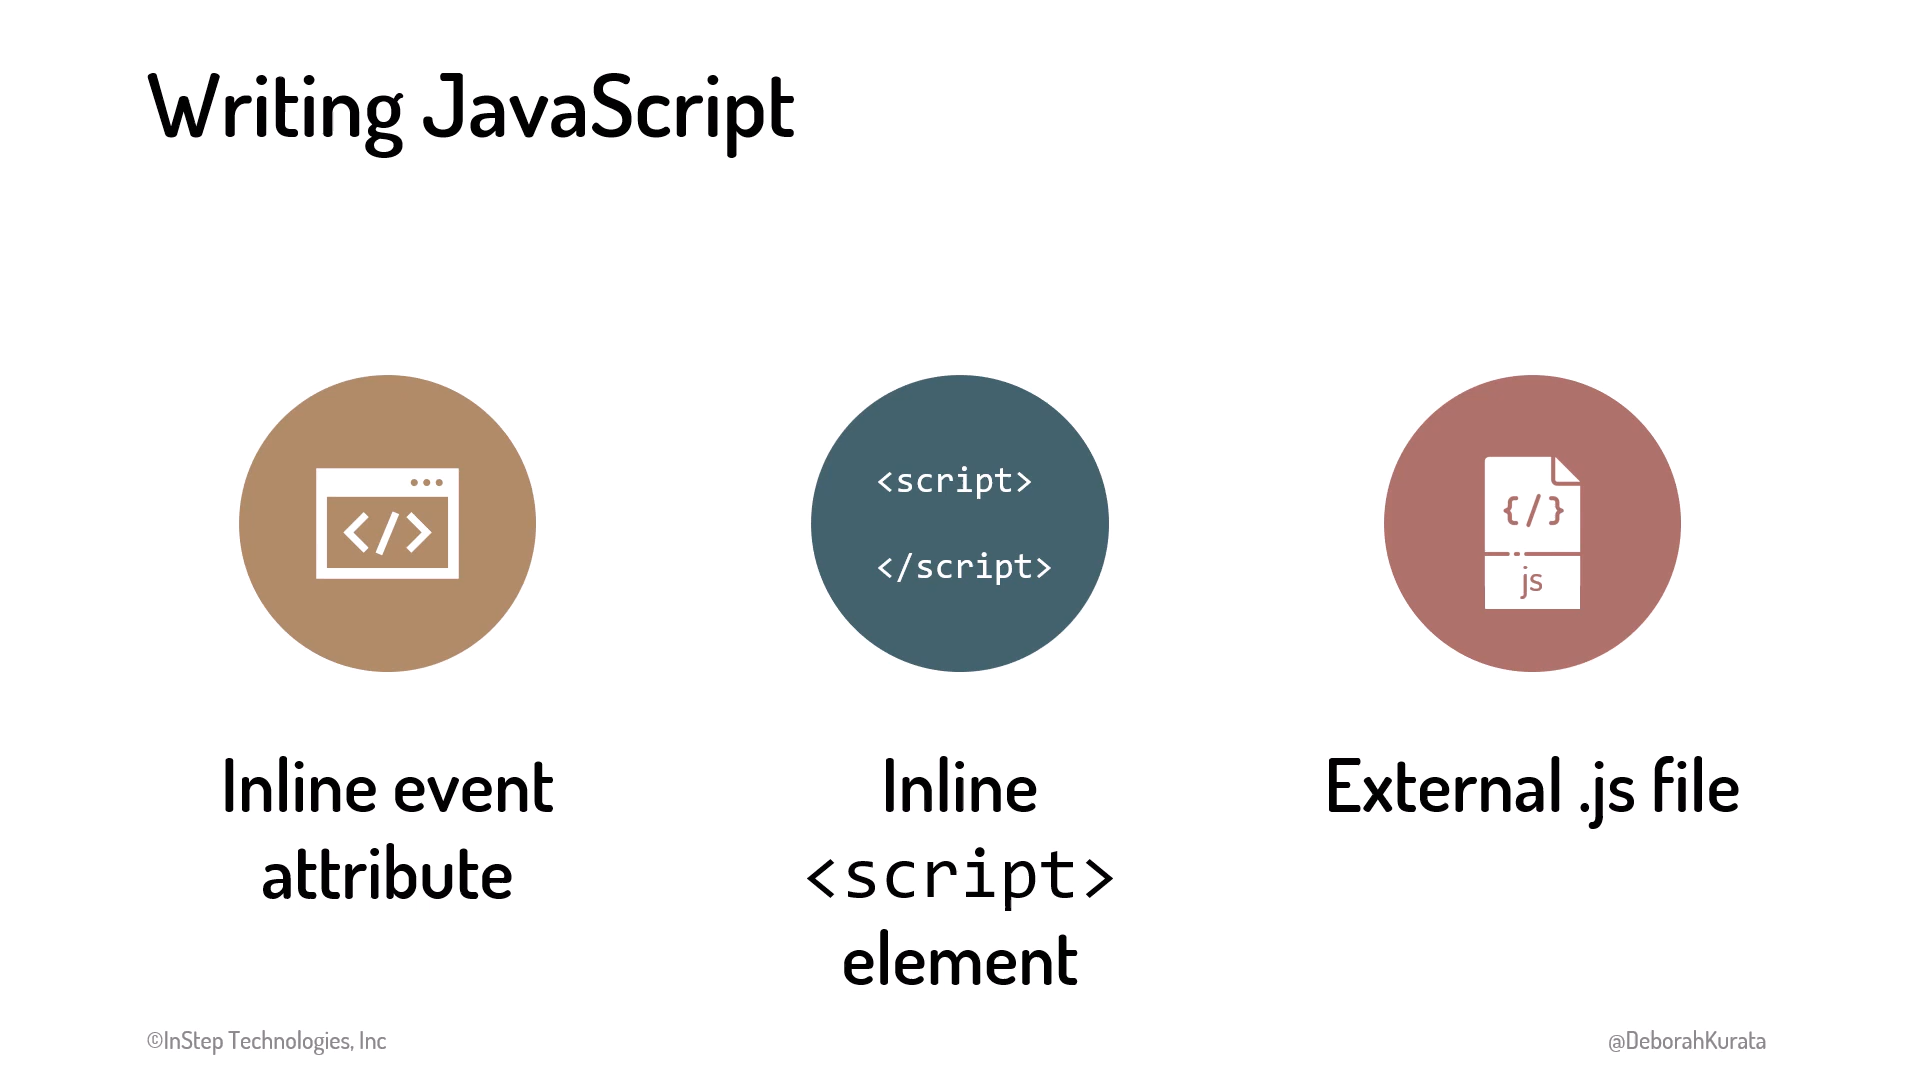 Writing JavaScript
</>
<script>
</script>
{/}
js
Inline event
attribute
Inline
<script>
element
External .js file
©InStep Technologies, Inc
@DeborahKurata